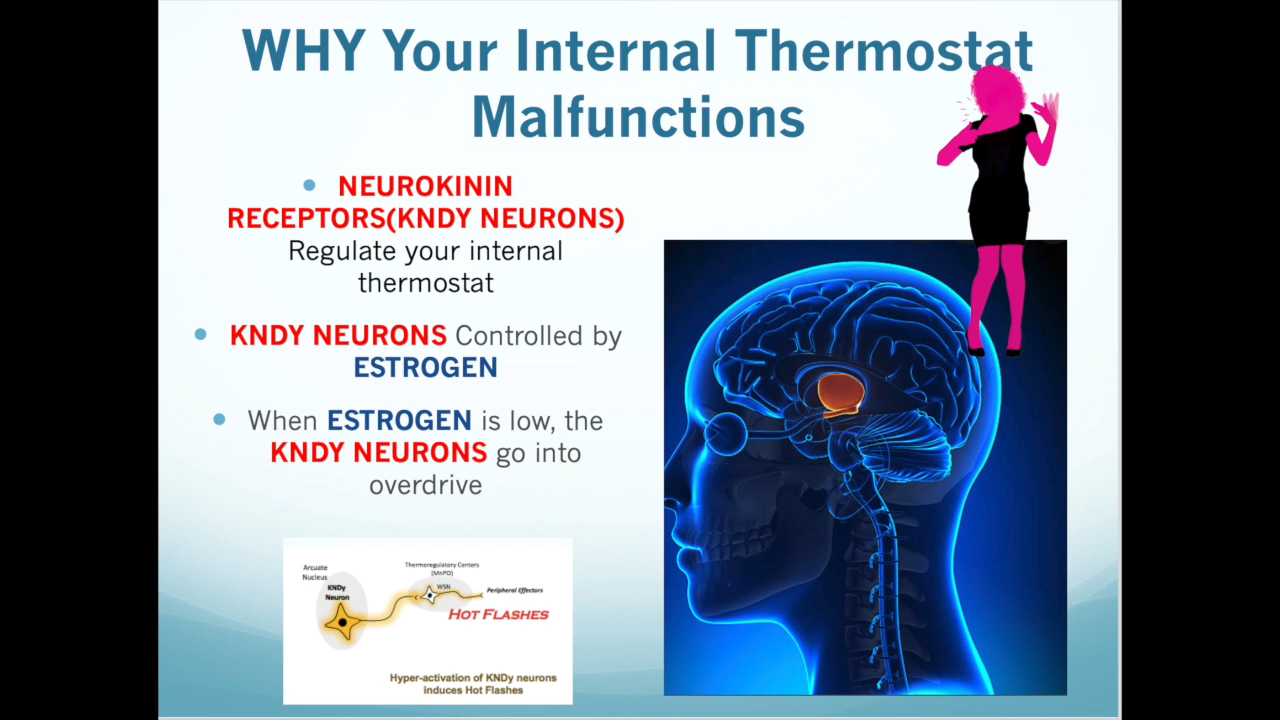 WHY Your Internal Thermostat
Malfunctions
• NEUROKININ
RECEPTORS(KNDY NEURONS)
Regulate your internal
thermostat
• KNDY NEURONS Controlled by
ESTROGEN
• When ESTROGEN is low, the
KNDY NEURONS go into
overdrive
Arcuate
Nucleus
KNDy
Neuron
Thermoregulatory Centers
(MnPO)
WSN
Peripheral Effectors
HOT FLASHES
Hyper-activation of KNDy neurons
induces Hot Flashes